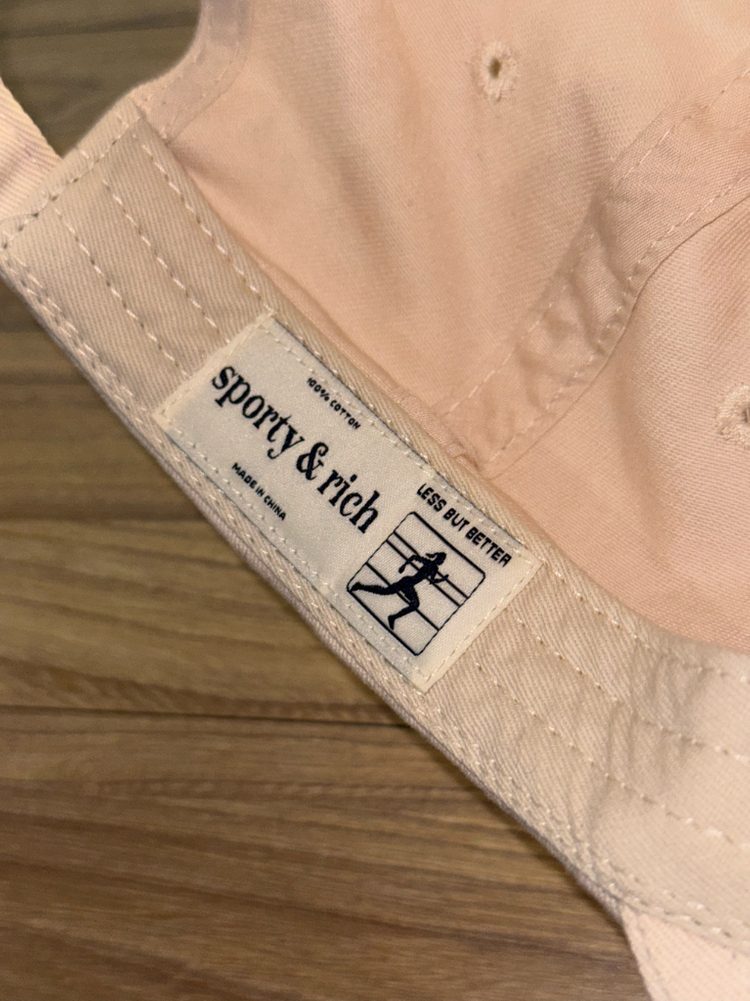 100% COTTON
sporty & rich
MADE IN CHINA
LESS BUT BETTER